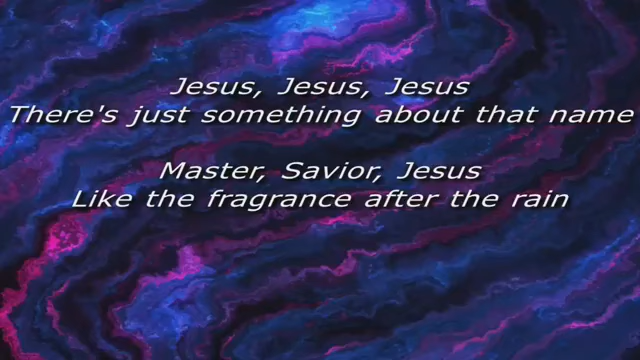 Jesus, Jesus, Jesus
There's just something about that name
Master, Savior, Jesus
Like the fragrance after the rain